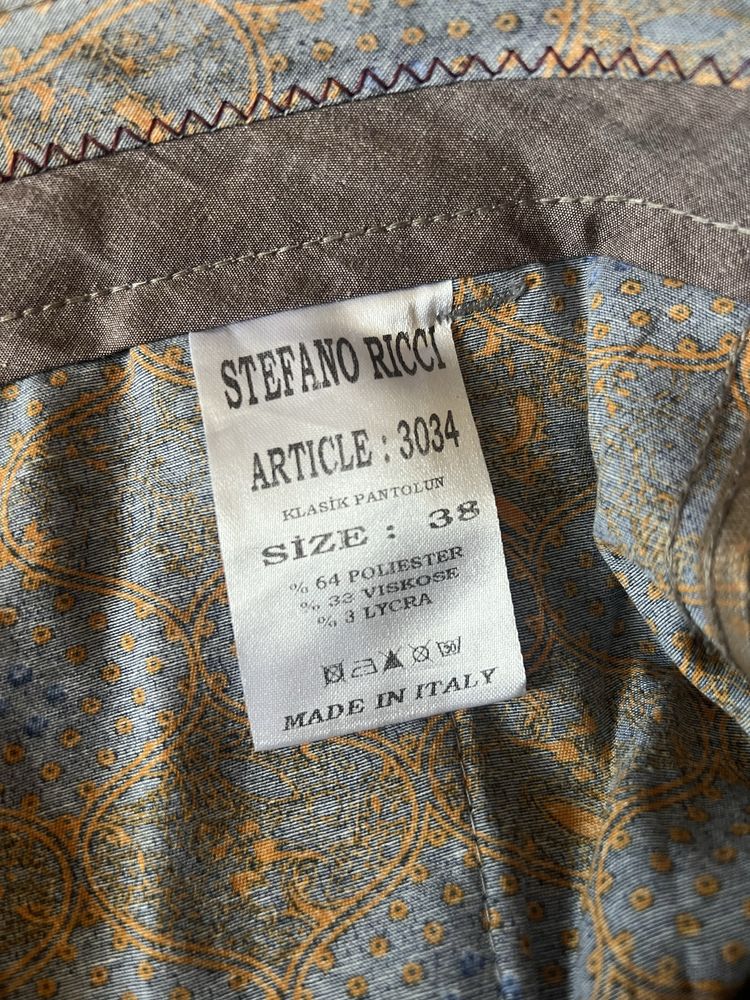 STEFANO RICCI
ARTICLE : 3034
KLASİK PANTOLUN
SİZE : 38
% 64 POLIESTER
% 33 VISKOSE
% 3 LYCRA
MADE IN ITALY